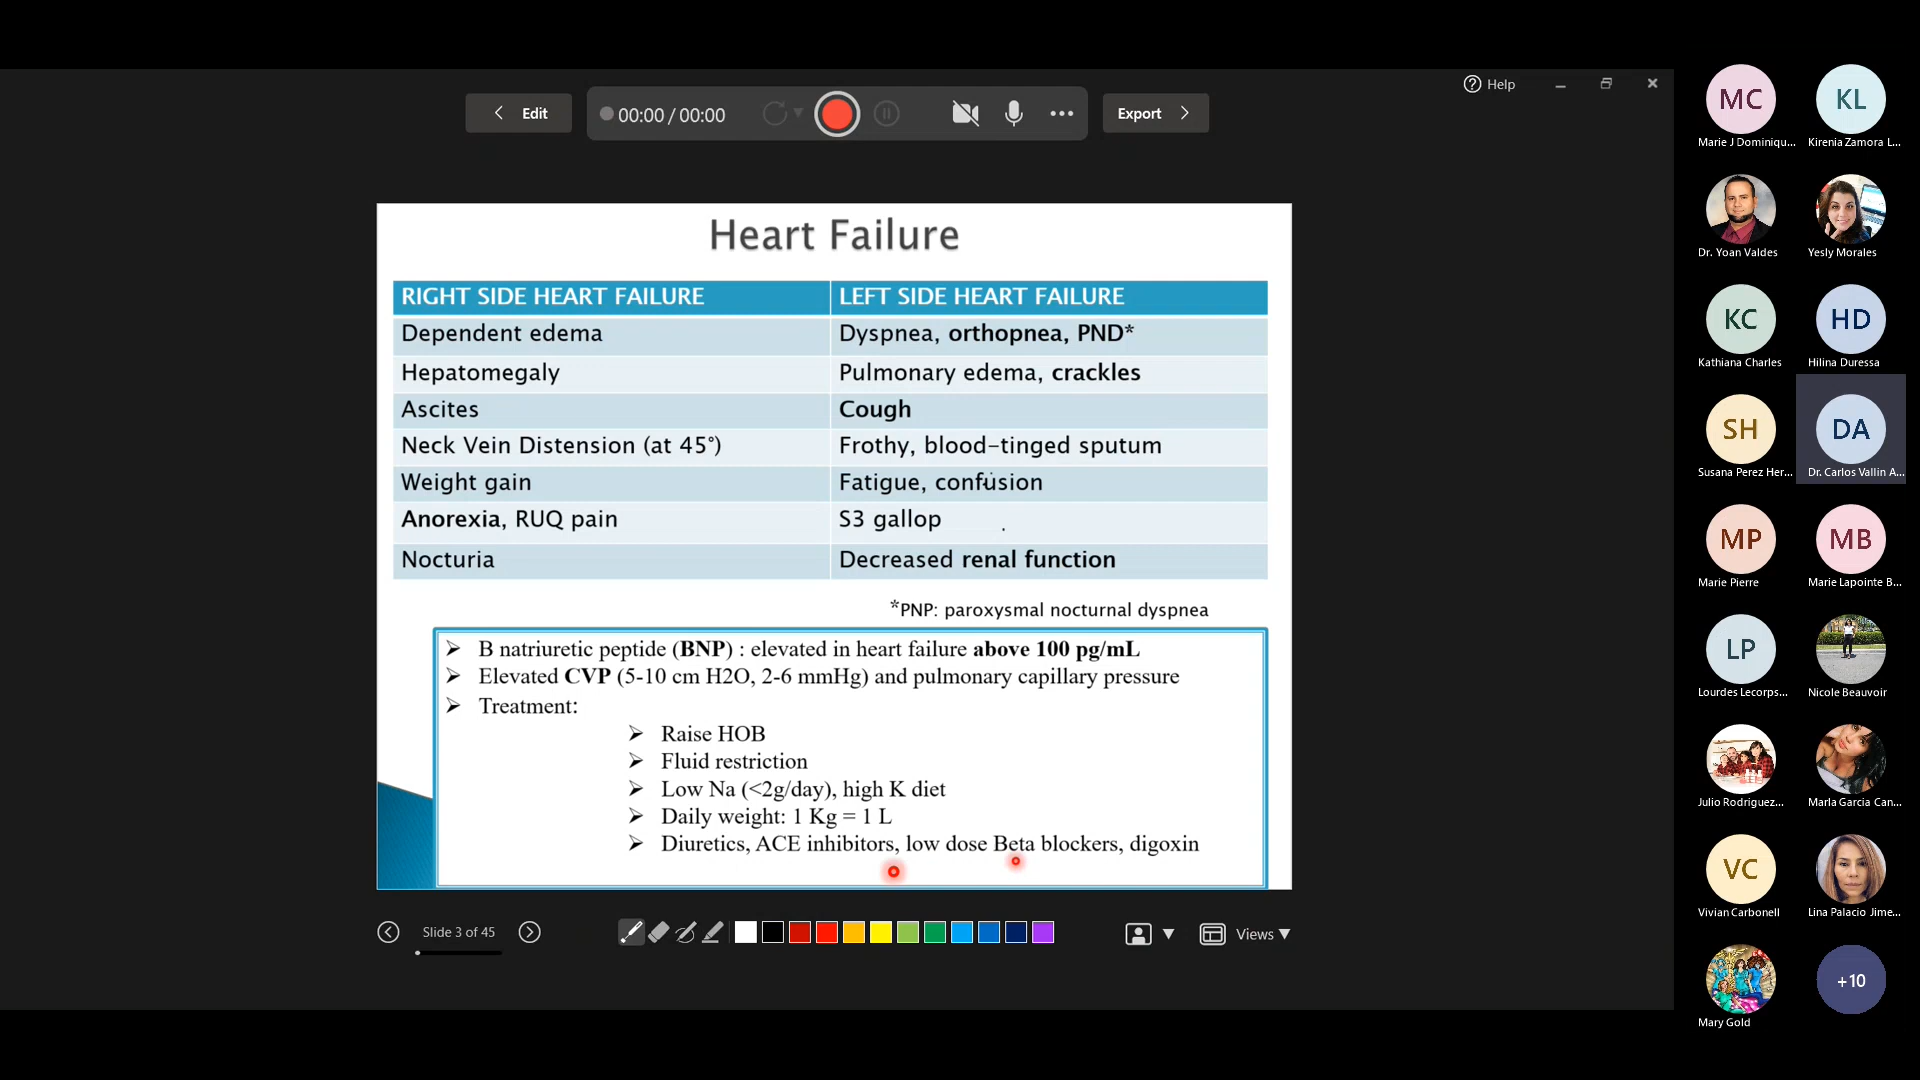 Help
Edit
00:00 / 00:00
Export
Heart Failure
RIGHT SIDE HEART FAILURE
LEFT SIDE HEART FAILURE
Dependent edema
Dyspnea, orthopnea, PND*
Hepatomegaly
Pulmonary edema, crackles
Ascites
Cough
Neck Vein Distension (at 45°)
Frothy, blood-tinged sputum
Weight gain
Fatigue, confusion
Anorexia, RUQ pain
S3 gallop
Nocturia
Decreased renal function
*PNP: paroxysmal nocturnal dyspnea
B natriuretic peptide (BNP) : elevated in heart failure above 100 pg/mL
Elevated CVP (5-10 cm H2O, 2-6 mmHg) and pulmonary capillary pressure
Treatment:
Raise HOB
Fluid restriction
Low Na (<2g/day), high K diet
Daily weight: 1 Kg = 1 L
Diuretics, ACE inhibitors, low dose Beta blockers, digoxin
Slide 3 of 45
Views
MC
Marie J Dominiqu...
KL
Kirenia Zamora L...
Dr. Yoan Valdes
Yesly Morales
KC
Kathiana Charles
HD
Hilina Duressa
SH
Susana Perez Her...
DA
Dr. Carlos Vallin A...
MP
Marie Pierre
MB
Marie Lapointe B...
LP
Lourdes Lecorps...
Nicole Beauvoir
Julio Rodriguez...
Marla Garcia Can...
VC
Vivian Carbonell
Lina Palacio Jime...
Mary Gold
+10